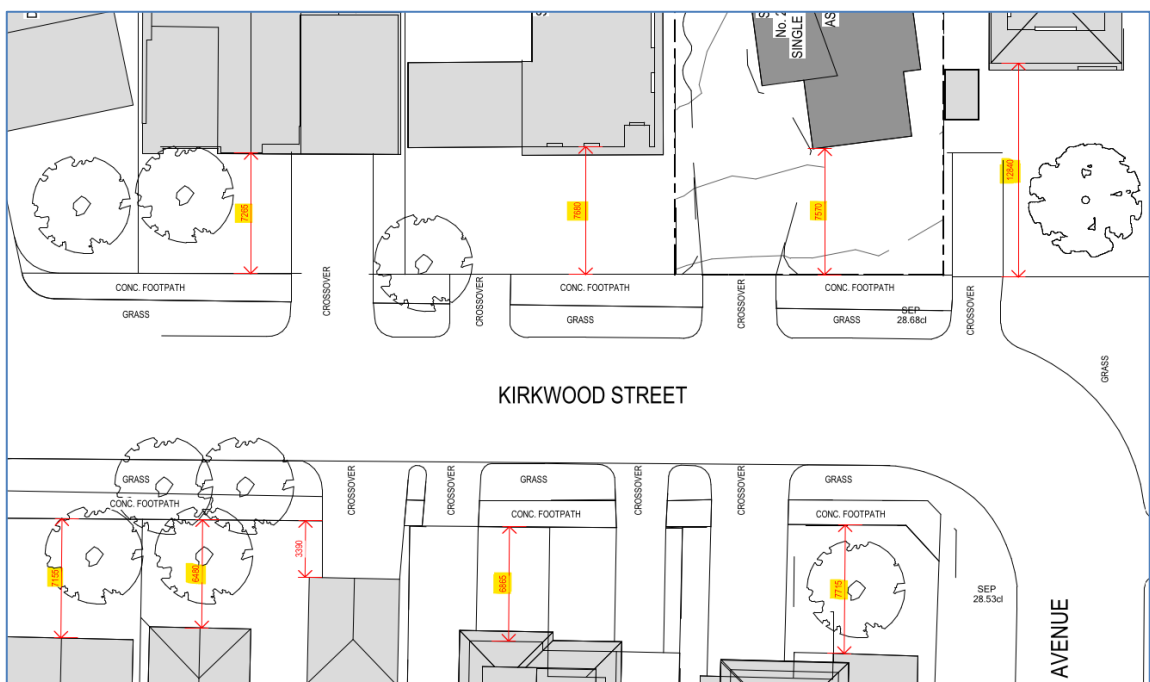 No. 2
SINGLE
AS
7265
7680
7570
12840
CONC. FOOTPATH
GRASS
CROSSOVER
CROSSOVER
CONC. FOOTPATH
GRASS
CROSSOVER
CONC. FOOTPATH
GRASS
SEP
28.68cl
CROSSOVER
GRASS
KIRKWOOD STREET
GRASS
CONC. FOOTPATH
CROSSOVER
CROSSOVER
GRASS
CONC. FOOTPATH
CROSSOVER
CROSSOVER
GRASS
CONC. FOOTPATH
7155
6480
3390
6865
7715
SEP
28.53cl
AVENUE